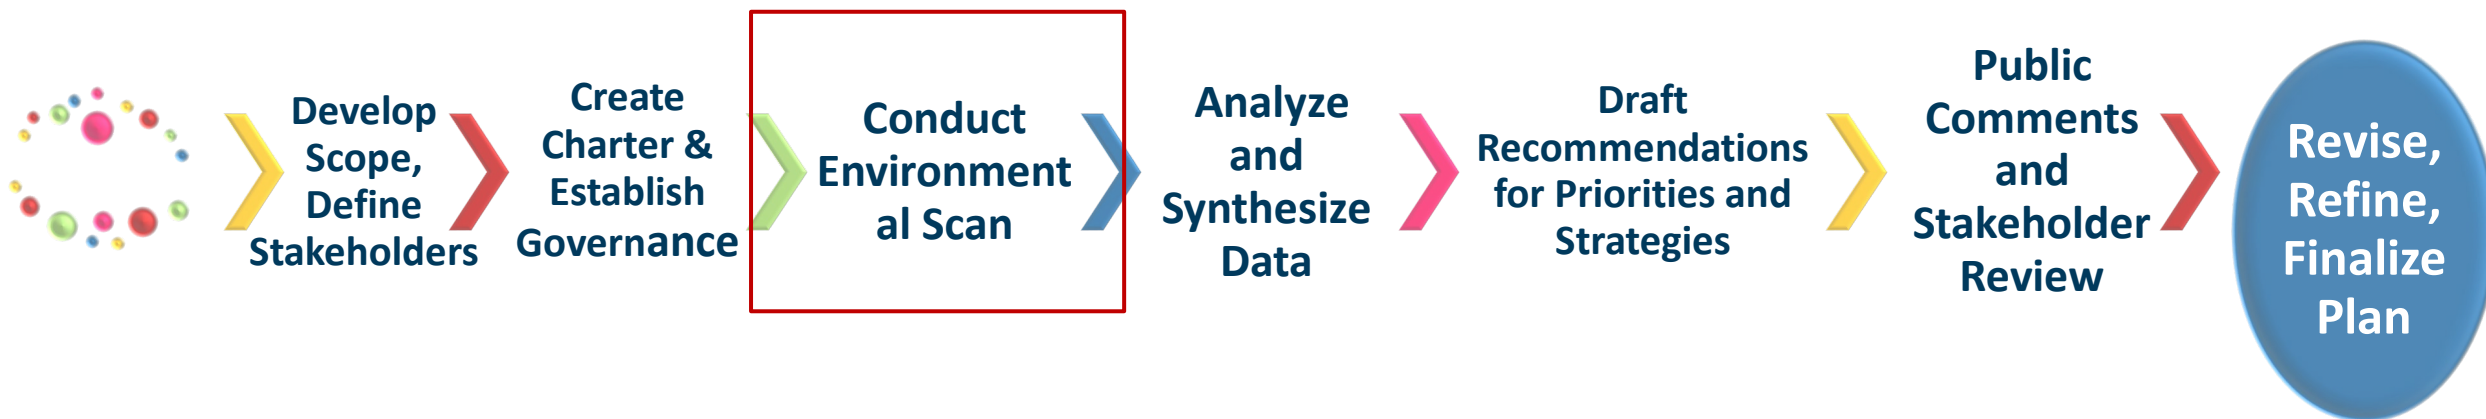 Develop
Scope,
Define
Stakeholders
Create
Charter &
Establish
Governance
Conduct
Environment
al Scan
Analyze
and
Synthesize
Data
Draft
Recommendations
for Priorities and
Strategies
Public
Comments
and
Stakeholder
Review
Revise,
Refine,
Finalize
Plan